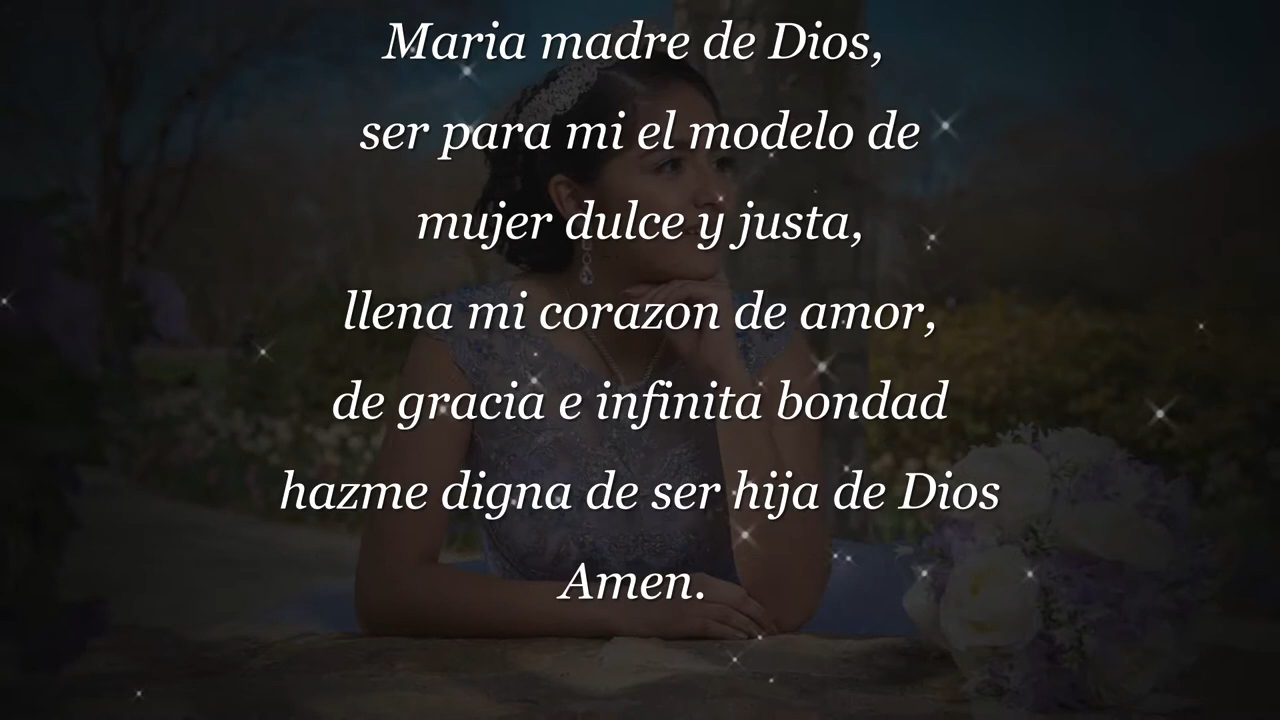 Maria madre de Dios,
ser para mi el modelo de
mujer dulce y justa,
llena mi corazon de amor,
de gracia e infinita bondad
hazme digna de ser hija de Dios
Amen.